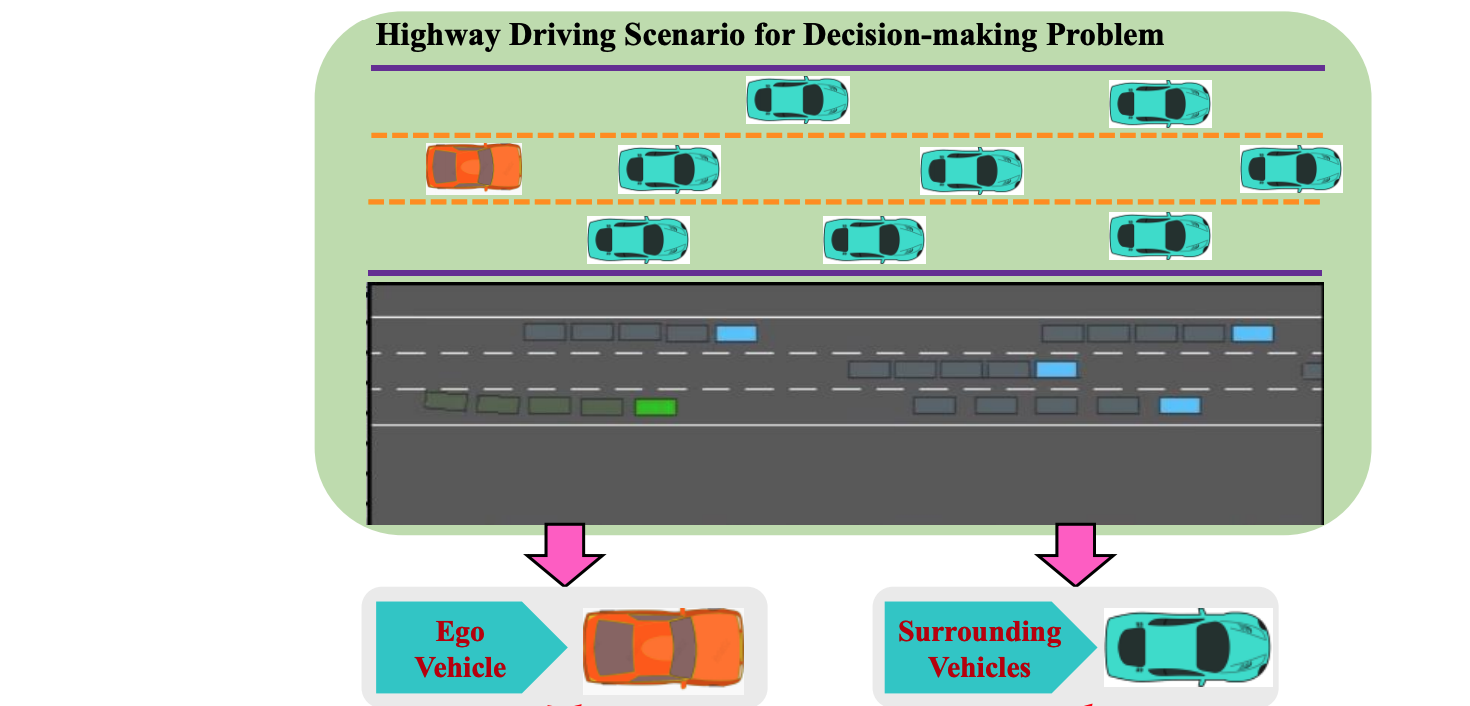 Highway Driving Scenario for Decision-making Problem
Ego
Vehicle
Surrounding
Vehicles